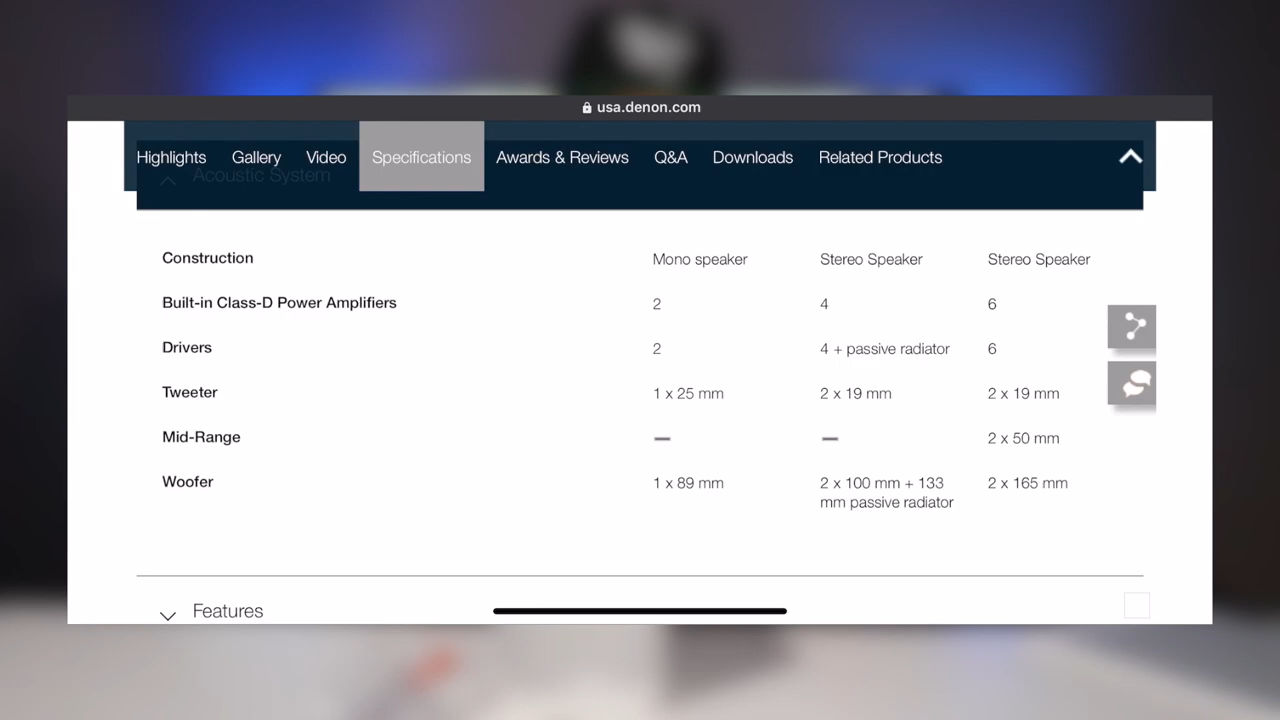 usa.denon.com
Highlights Gallery Video Specifications Awards & Reviews Q&A Downloads Related Products
Acoustic System
Construction Mono speaker Stereo Speaker Stereo Speaker
Built-in Class-D Power Amplifiers 2 4 6
Drivers 2 4 + passive radiator 6
Tweeter 1 x 25 mm 2 x 19 mm 2 x 19 mm
Mid-Range — — 2 x 50 mm
Woofer 1 x 89 mm 2 x 100 mm + 133 2 x 165 mm
mm passive radiator
Features